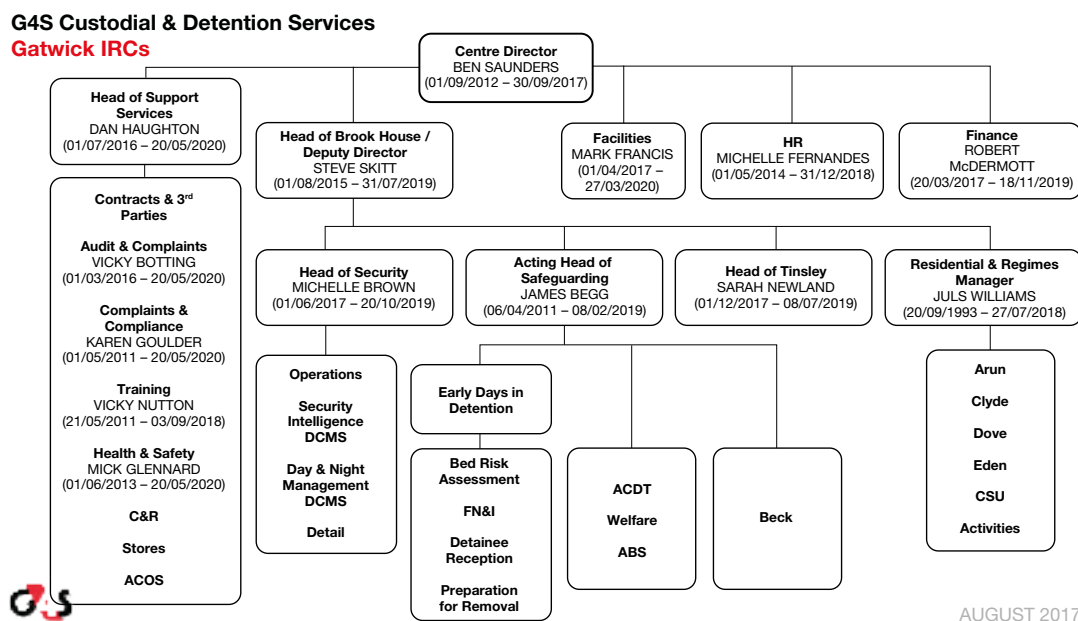 G4S Custodial & Detention Services
Gatwick IRCs
Centre Director
BEN SAUNDERS
(01/09/2012 – 30/09/2017)
Head of Support
Services
DAN HAUGHTON
(01/07/2016 – 20/05/2020)
Head of Brook House /
Deputy Director
STEVE SKITT
(01/08/2015 – 31/07/2019)
Facilities
MARK FRANCIS
(01/04/2017 –
27/03/2020)
HR
MICHELLE FERNANDES
(01/05/2014 – 31/12/2018)
Finance
ROBERT
McDERMOTT
(20/03/2017 – 18/11/2019)
Contracts & 3rd
Parties
Audit & Complaints
VICKY BOTTING
(01/03/2016 – 20/05/2020)
Complaints &
Compliance
KAREN GOULDER
(01/05/2011 – 20/05/2020)
Training
VICKY NUTTON
(21/05/2011 – 03/09/2018)
Health & Safety
MICK GLENNARD
(01/06/2013 – 20/05/2020)
C&R
Stores
ACOS
Head of Security
MICHELLE BROWN
(01/06/2017 – 20/10/2019)
Acting Head of
Safeguarding
JAMES BEGG
(06/04/2011 – 08/02/2019)
Head of Tinsley
SARAH NEWLAND
(01/12/2017 – 08/07/2019)
Residential & Regimes
Manager
JULS WILLIAMS
(20/09/1993 – 27/07/2018)
Operations
Security
Intelligence
DCMS
Day & Night
Management
DCMS
Detail
Early Days in
Detention
Bed Risk
Assessment
FN&I
Detainee
Reception
Preparation
for Removal
ACDT
Welfare
ABS
Beck
Arun
Clyde
Dove
Eden
CSU
Activities
G4S
AUGUST 2017